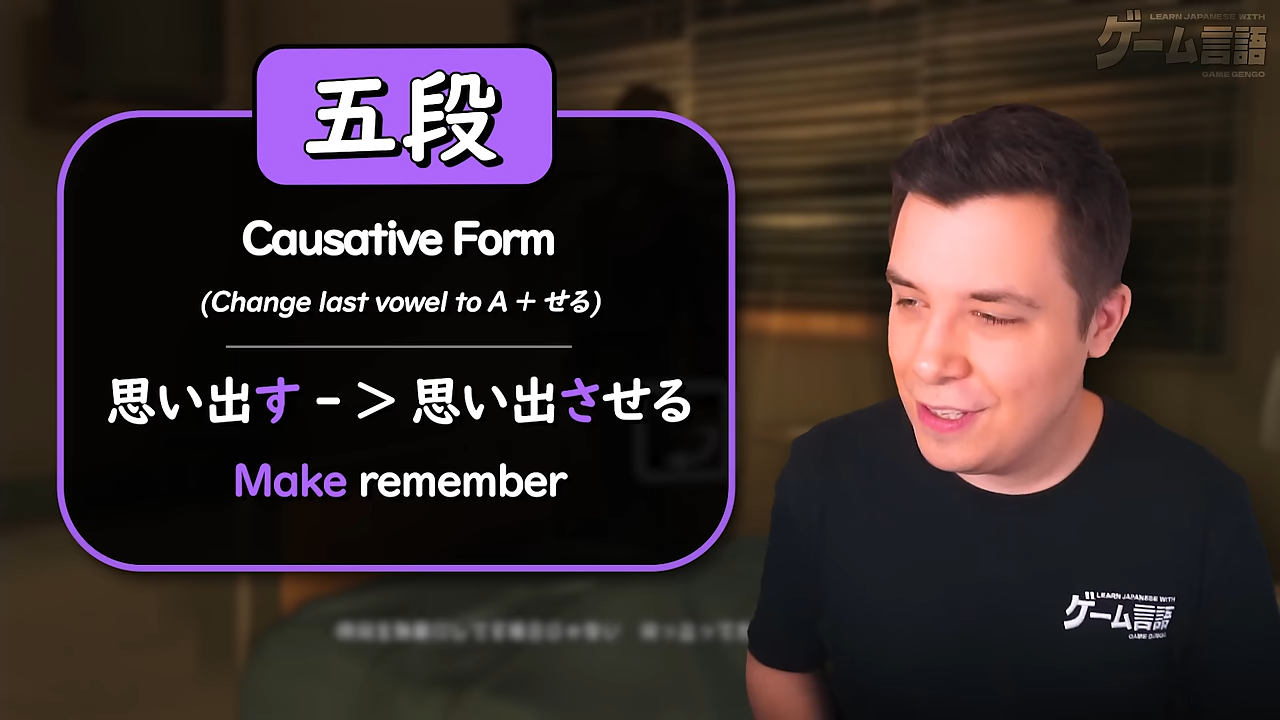 五段
Causative Form
(Change last vowel to A + せる)
思い出す -> 思い出させる
Make remember
LEARN JAPANESE WITH
ゲーム言語
GAME GENGO
LEARN JAPANESE WITH
ゲーム言語
GAME GENGO